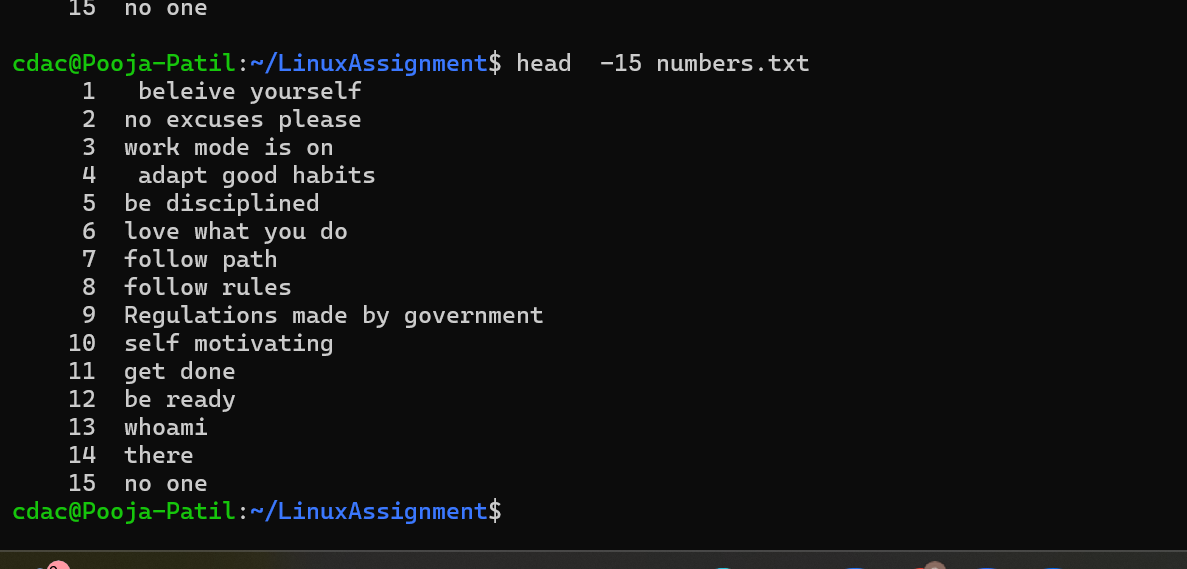 15  no one
cdac@Pooja-Patil:~/LinuxAssignment$ head  -15 numbers.txt
     1   beleive yourself
     2  no excuses please
     3  work mode is on
     4   adapt good habits
     5  be disciplined
     6  love what you do
     7  follow path
     8  follow rules
     9  Regulations made by government
    10  self motivating
    11  get done
    12  be ready
    13  whoami
    14  there
    15  no one
cdac@Pooja-Patil:~/LinuxAssignment$